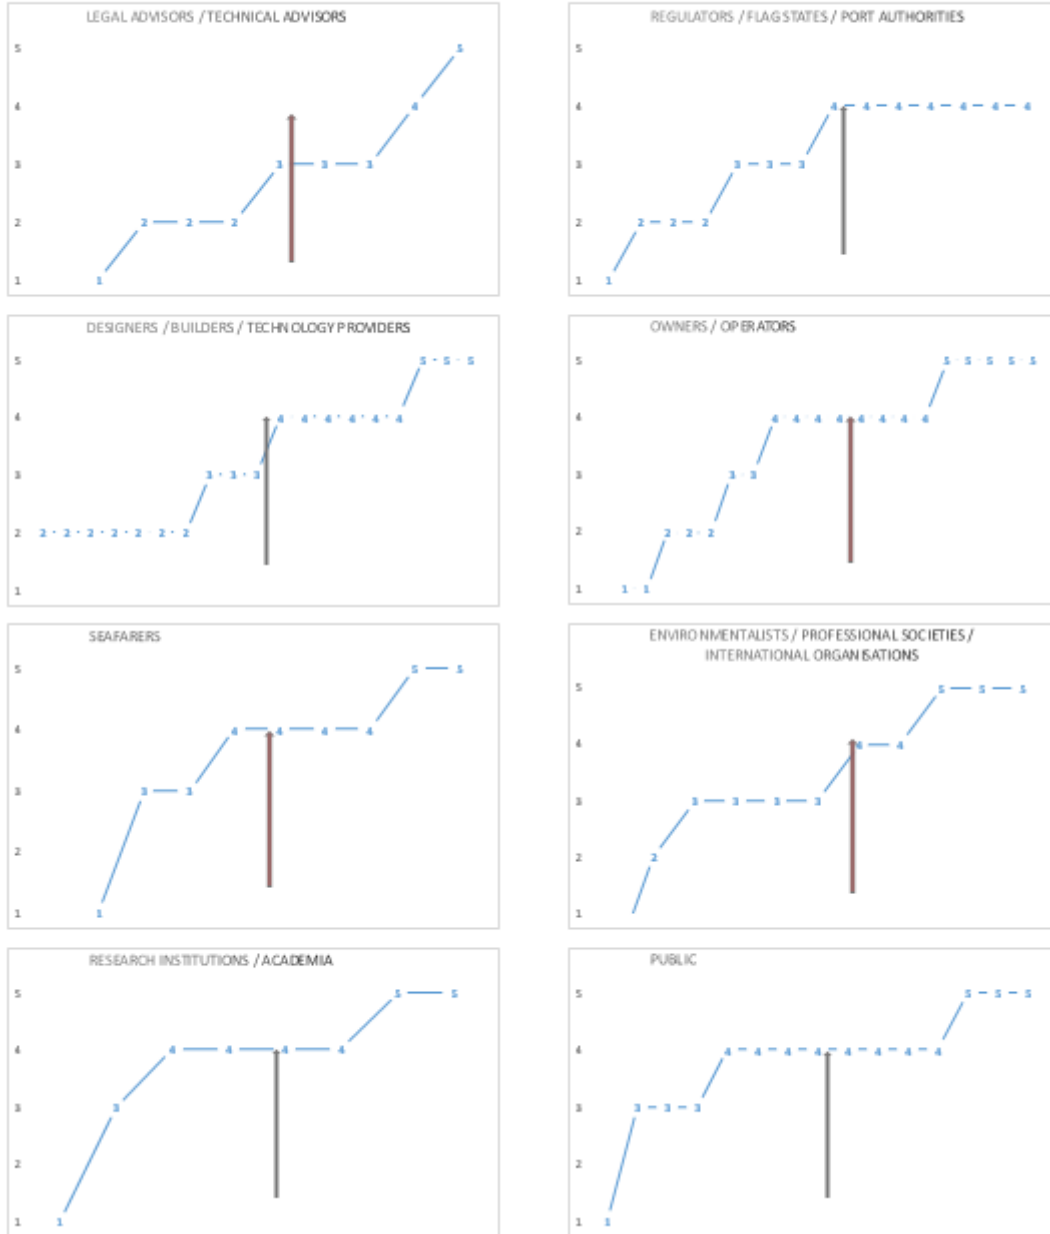 LEGAL ADVISORS / TECHNICAL ADVISORS
5 5
4 4
3 3 3 3
2 2 2 2
1 1
REGULATORS / FLAG STATES / PORT AUTHORITIES
5
4 4 4 4 4 4 4 4
3 3 3 3
2 2 2 2
1 1
DESIGNERS / BUILDERS / TECHNOLOGY PROVIDERS
5 5 5 5
4 4 4 4 4 4 4
3 3 3 3
2 2 2 2 2 2 2 2
1
OWNERS / OPERATORS
5 5 5 5 5 5
4 4 4 4 4 4 4 4 4
3 3 3
2 2 2 2
1 1 1
SEAFARERS
5 5 5
4 4 4 4 4
3 3 3
2
1 1
ENVIRONMENTALISTS / PROFESSIONAL SOCIETIES /
INTERNATIONAL ORGANISATIONS
5 5 5 5
4 4 4
3 3 3 3 3
2 2
1
RESEARCH INSTITUTIONS / ACADEMIA
5 5 5
4 4 4 4 4
3 3
2
1 1
PUBLIC
5 5 5 5
4 4 4 4 4 4 4 4 4
3 3 3 3
2
1 1